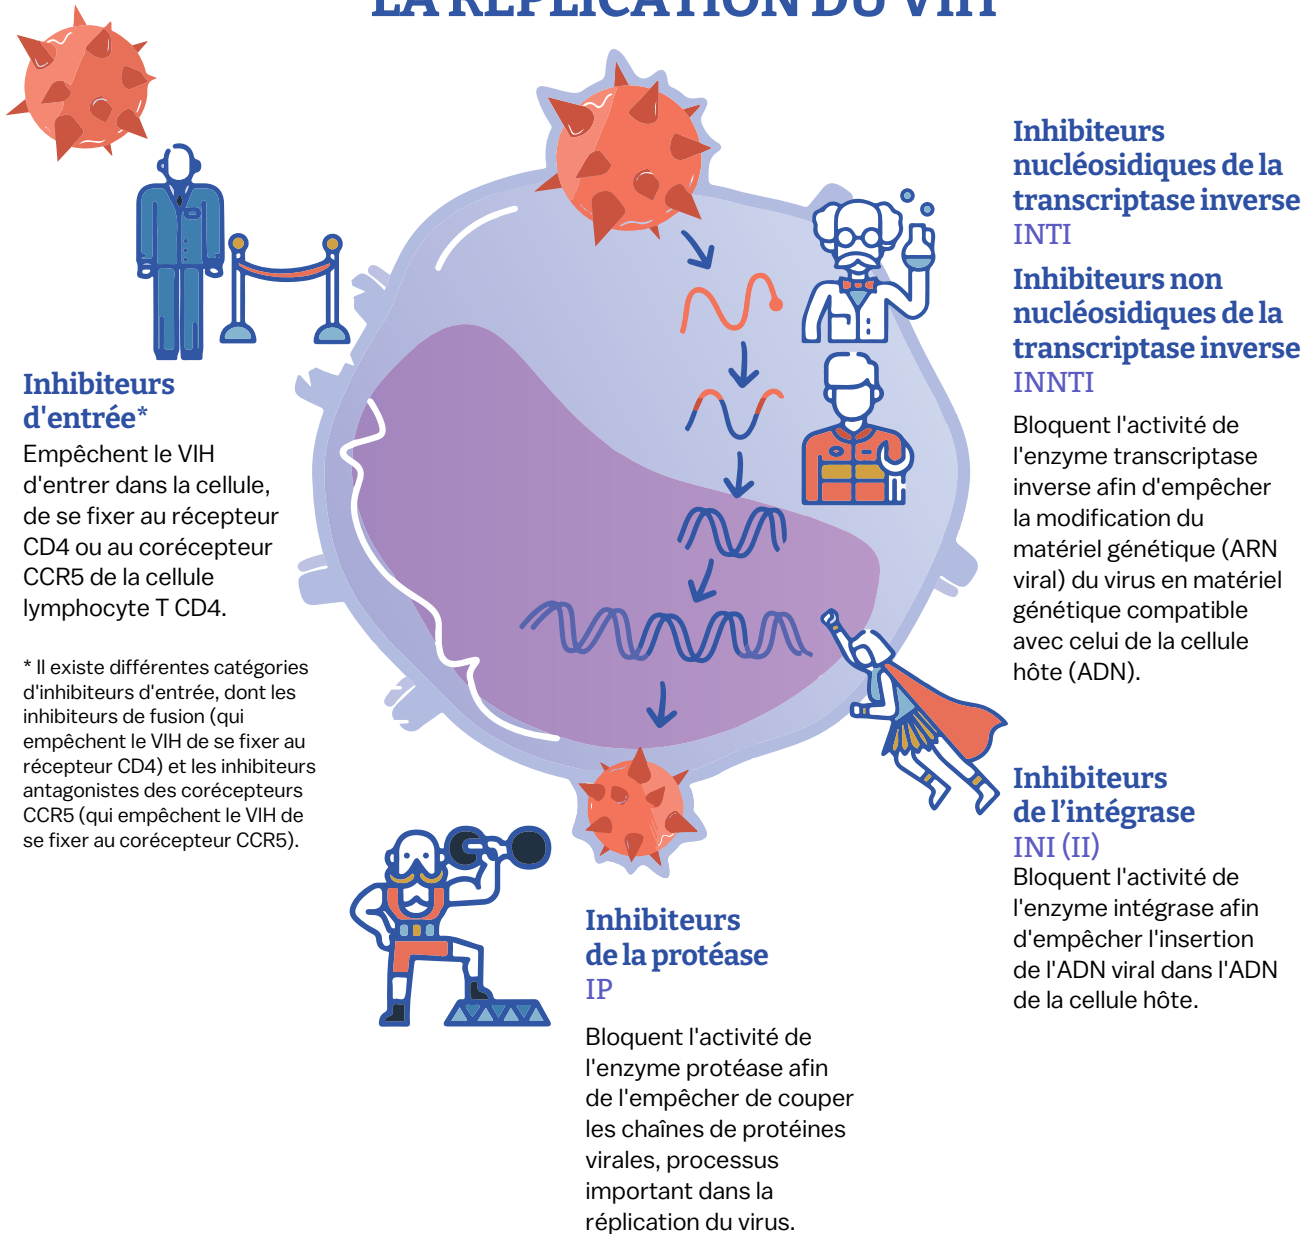 LA RÉPLICATION DU VIH
Inhibiteurs
d'entrée*
Empêchent le VIH
d'entrer dans la cellule,
de se fixer au récepteur
CD4 ou au corécepteur
CCR5 de la cellule
lymphocyte T CD4.
* Il existe différentes catégories
d'inhibiteurs d'entrée, dont les
inhibiteurs de fusion (qui
empêchent le VIH de se fixer au
récepteur CD4) et les inhibiteurs
antagonistes des corécepteurs
CCR5 (qui empêchent le VIH de
se fixer au corécepteur CCR5).
Inhibiteurs
nucléosidiques de la
transcriptase inverse
INTI
Inhibiteurs non
nucléosidiques de la
transcriptase inverse
INNTI
Bloquent l'activité de
l'enzyme transcriptase
inverse afin d'empêcher
la modification du
matériel génétique (ARN
viral) du virus en matériel
génétique compatible
avec celui de la cellule
hôte (ADN).
Inhibiteurs
de l’intégrase
INI (II)
Bloquent l'activité de
l'enzyme intégrase afin
d'empêcher l'insertion
de l'ADN viral dans l'ADN
de la cellule hôte.
Inhibiteurs
de la protéase
IP
Bloquent l'activité de
l'enzyme protéase afin
de l'empêcher de couper
les chaînes de protéines
virales, processus
important dans la
réplication du virus.